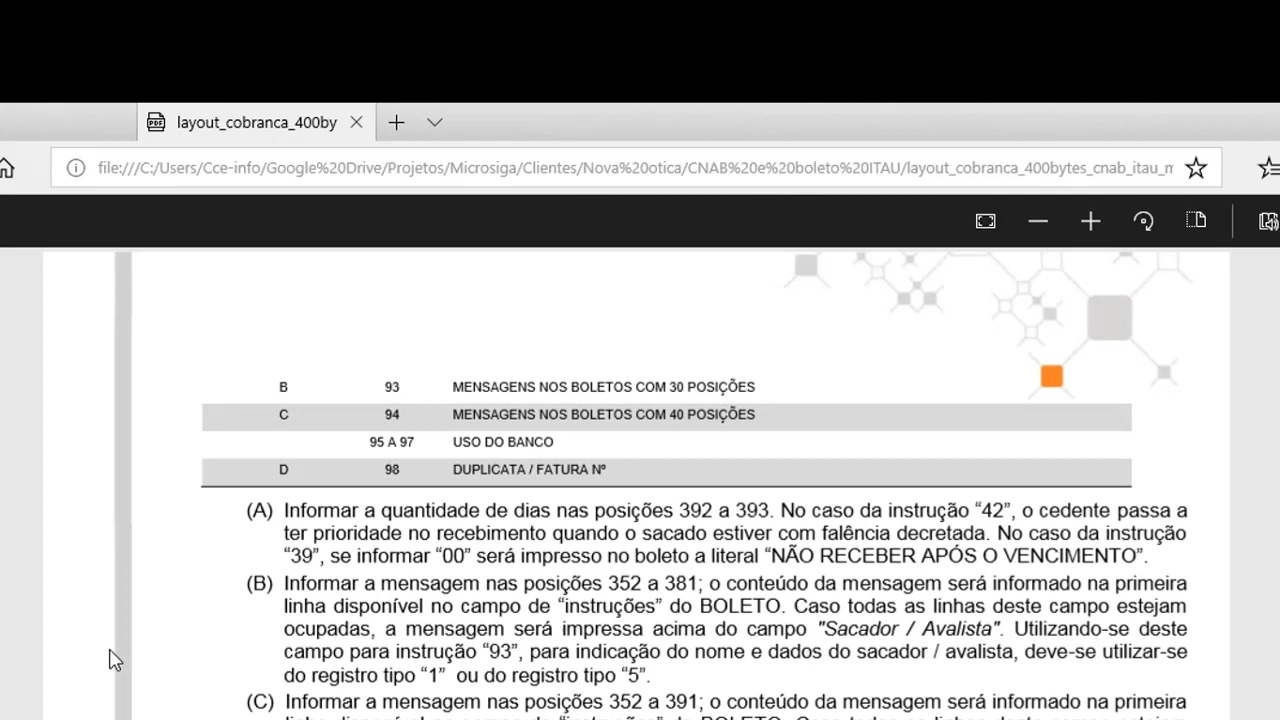 layout_cobranca_400by
file:///C:/Users/Cce-info/Google%20Drive/Projetos/Microsiga/Clientes/Nova%20otica/CNAB%20e%20boleto%20ITAU/layout_cobranca_400bytes_cnab_itau_m
B 93 MENSAGENS NOS BOLETOS COM 30 POSIÇÕES
C 94 MENSAGENS NOS BOLETOS COM 40 POSIÇÕES
95 A 97 USO DO BANCO
D 98 DUPLICATA / FATURA Nº
(A) Informar a quantidade de dias nas posições 392 a 393. No caso da instrução “42”, o cedente passa a
ter prioridade no recebimento quando o sacado estiver com falência decretada. No caso da instrução
“39”, se informar “00” será impresso no boleto a literal “NÃO RECEBER APÓS O VENCIMENTO”.
(B) Informar a mensagem nas posições 352 a 381; o conteúdo da mensagem será informado na primeira
linha disponível no campo de “instruções” do BOLETO. Caso todas as linhas deste campo estejam
ocupadas, a mensagem será impressa acima do campo "Sacador / Avalista". Utilizando-se deste
campo para instrução “93”, para indicação do nome e dados do sacador / avalista, deve-se utilizar-se
do registro tipo “1” ou do registro tipo “5”.
(C) Informar a mensagem nas posições 352 a 391; o conteúdo da mensagem será informado na primeira